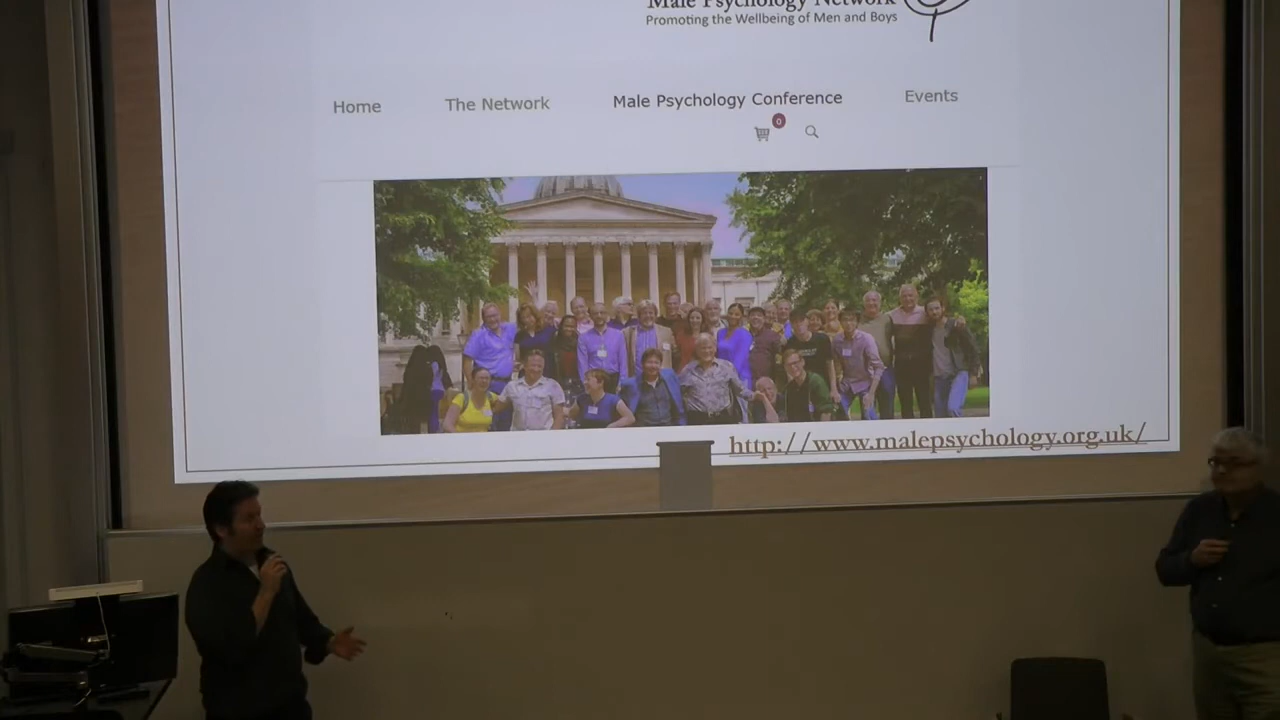 Male Psychology Network
Promoting the Wellbeing of Men and Boys
Home The Network Male Psychology Conference Events
0
http://www.malepsychology.org.uk/